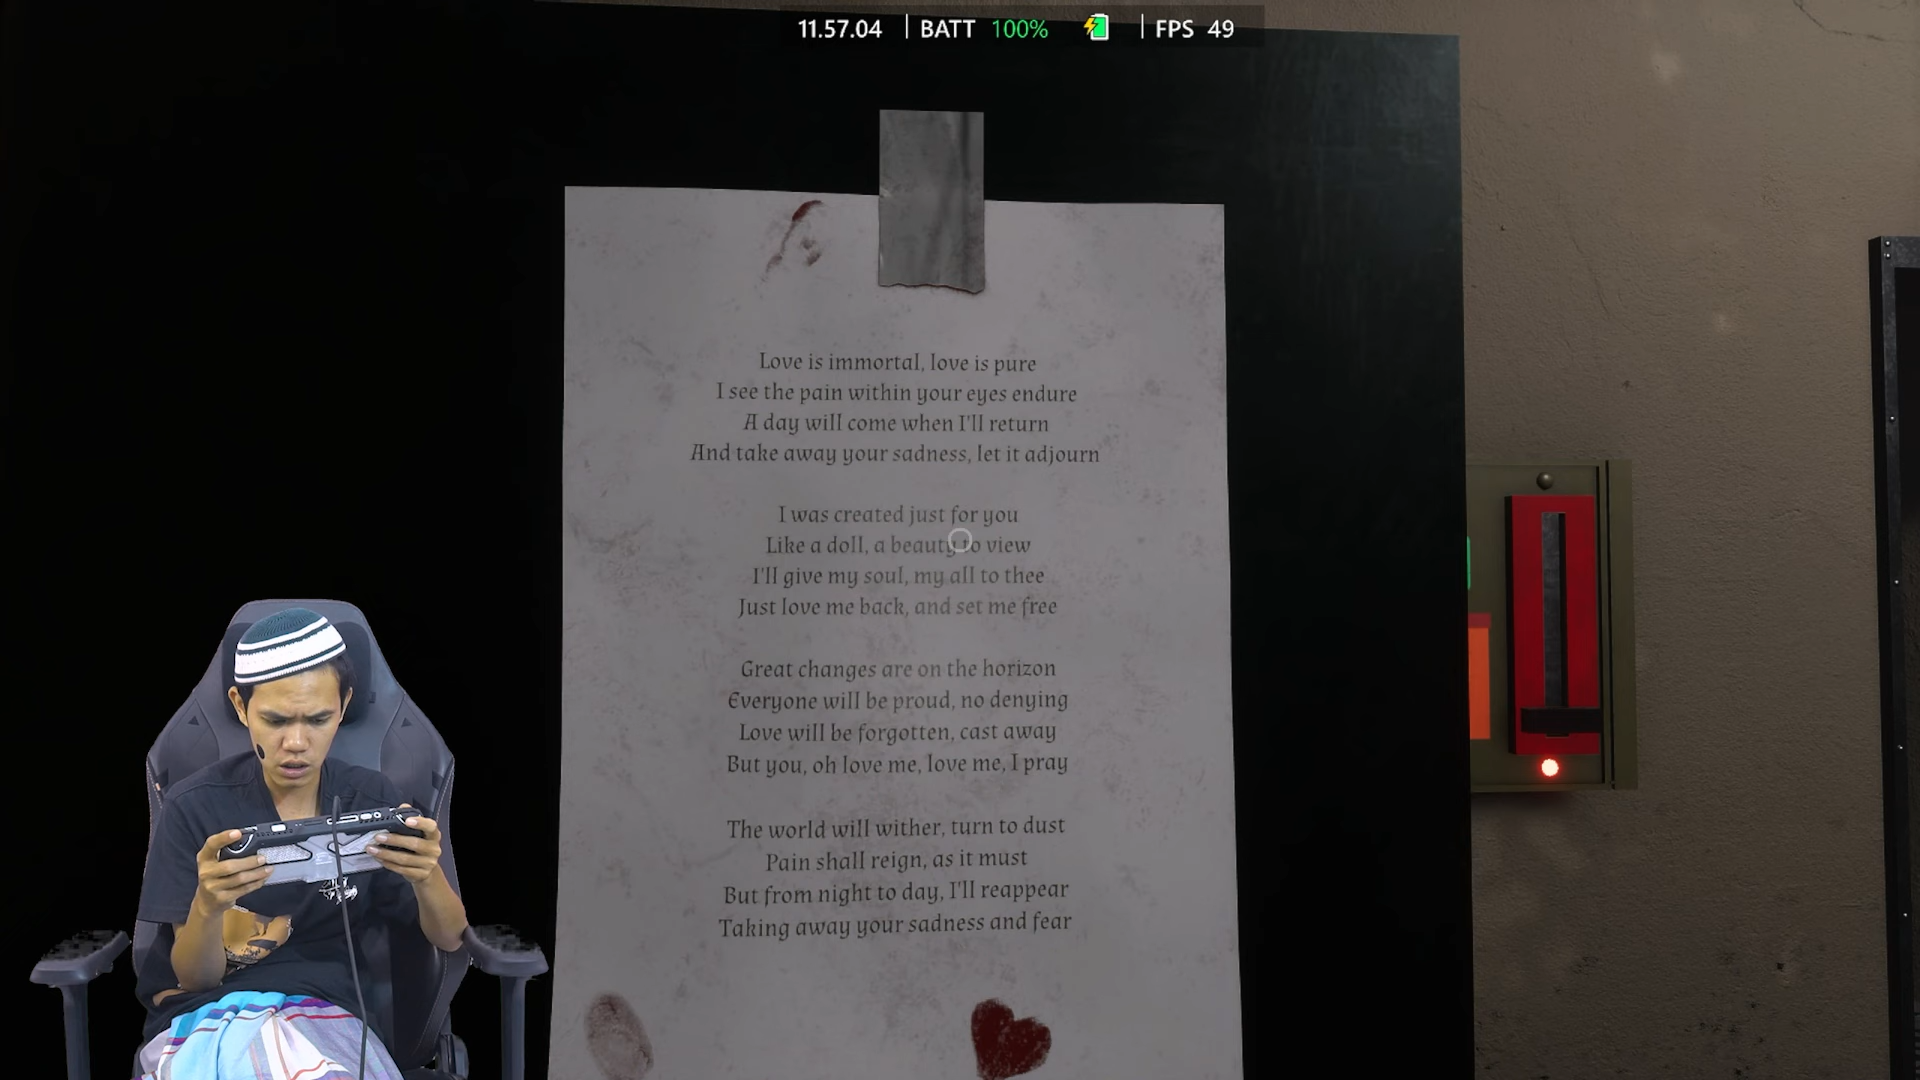 11.57.04 | BATT 100% | FPS 49
Love is immortal, love is pure
I see the pain within your eyes endure
A day will come when I'll return
And take away your sadness, let it adjourn
I was created just for you
Like a doll, a beauty to view
I'll give my soul, my all to thee
Just love me back, and set me free
Great changes are on the horizon
Everyone will be proud, no denying
Love will be forgotten, cast away
But you, oh love me, love me, I pray
The world will wither, turn to dust
Pain shall reign, as it must
But from night to day, I'll reappear
Taking away your sadness and fear